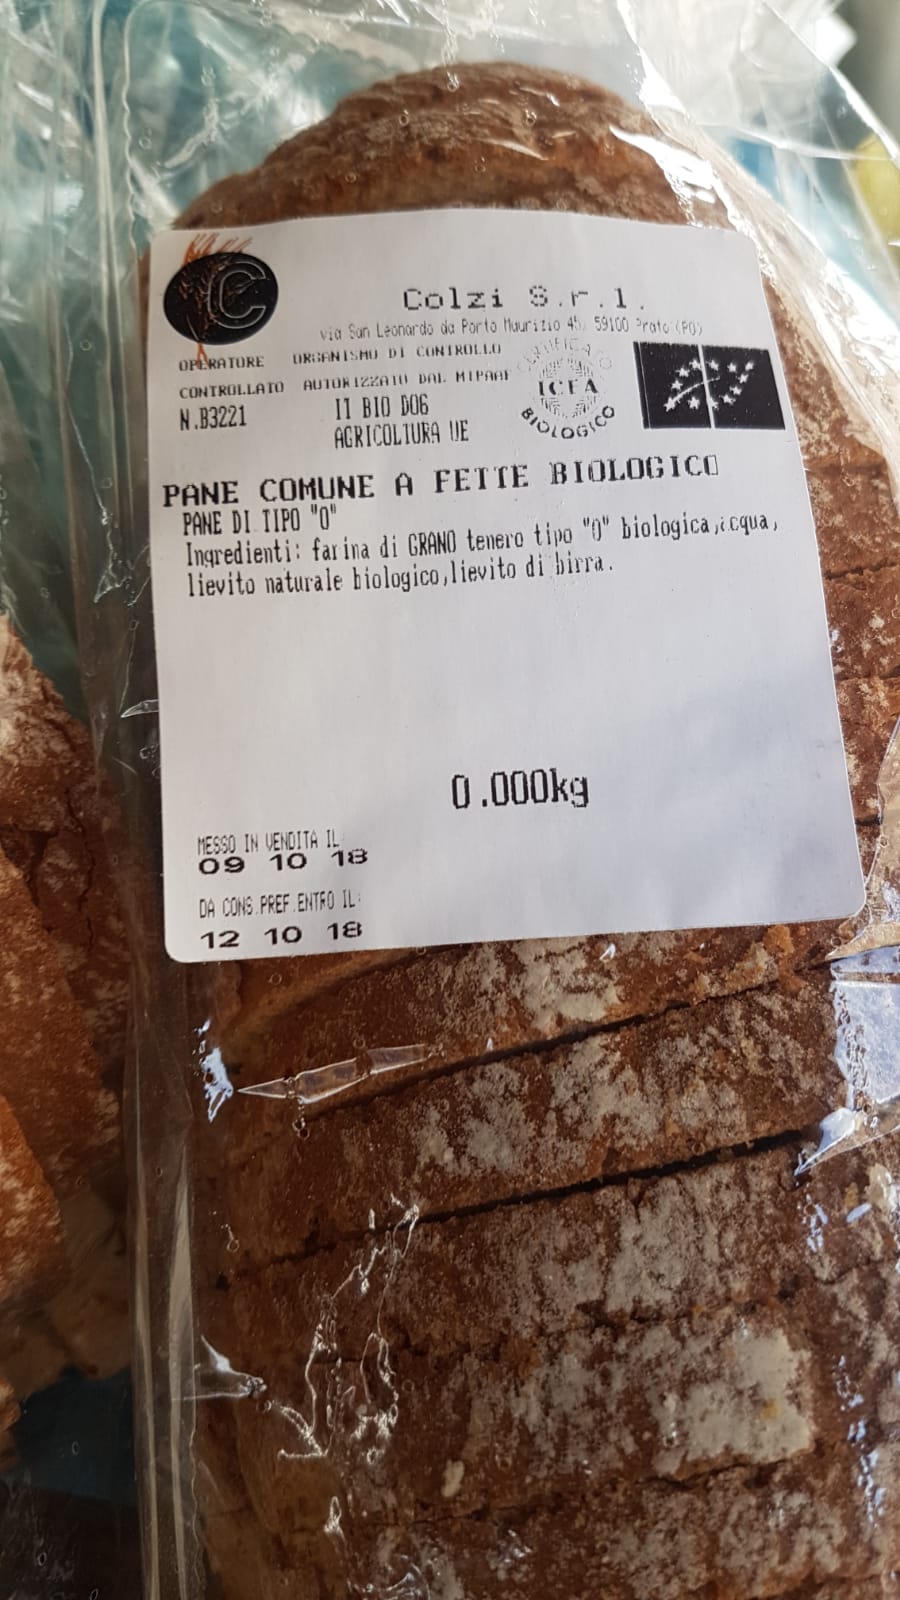 C
Colzi S.r.l.
via San Leonardo da Porto Maurizio 45, 59100 Prato (PO)
OPERATORE
CONTROLLATO
N.B3221
ORGANISMO DI CONTROLLO
AUTORIZZATO DAL MIPAAF
IT BIO 006
AGRICOLTURA UE
CERTIFICATO
ICEA
BIOLOGICO
PANE COMUNE A FETTE BIOLOGICO
PANE DI TIPO "0"
Ingredienti: farina di GRANO tenero tipo "0" biologica,acqua,
lievito naturale biologico,lievito di birra.
0.000kg
MESSO IN VENDITA IL:
09 10 18
DA CONS.PREF.ENTRO IL:
12 10 18